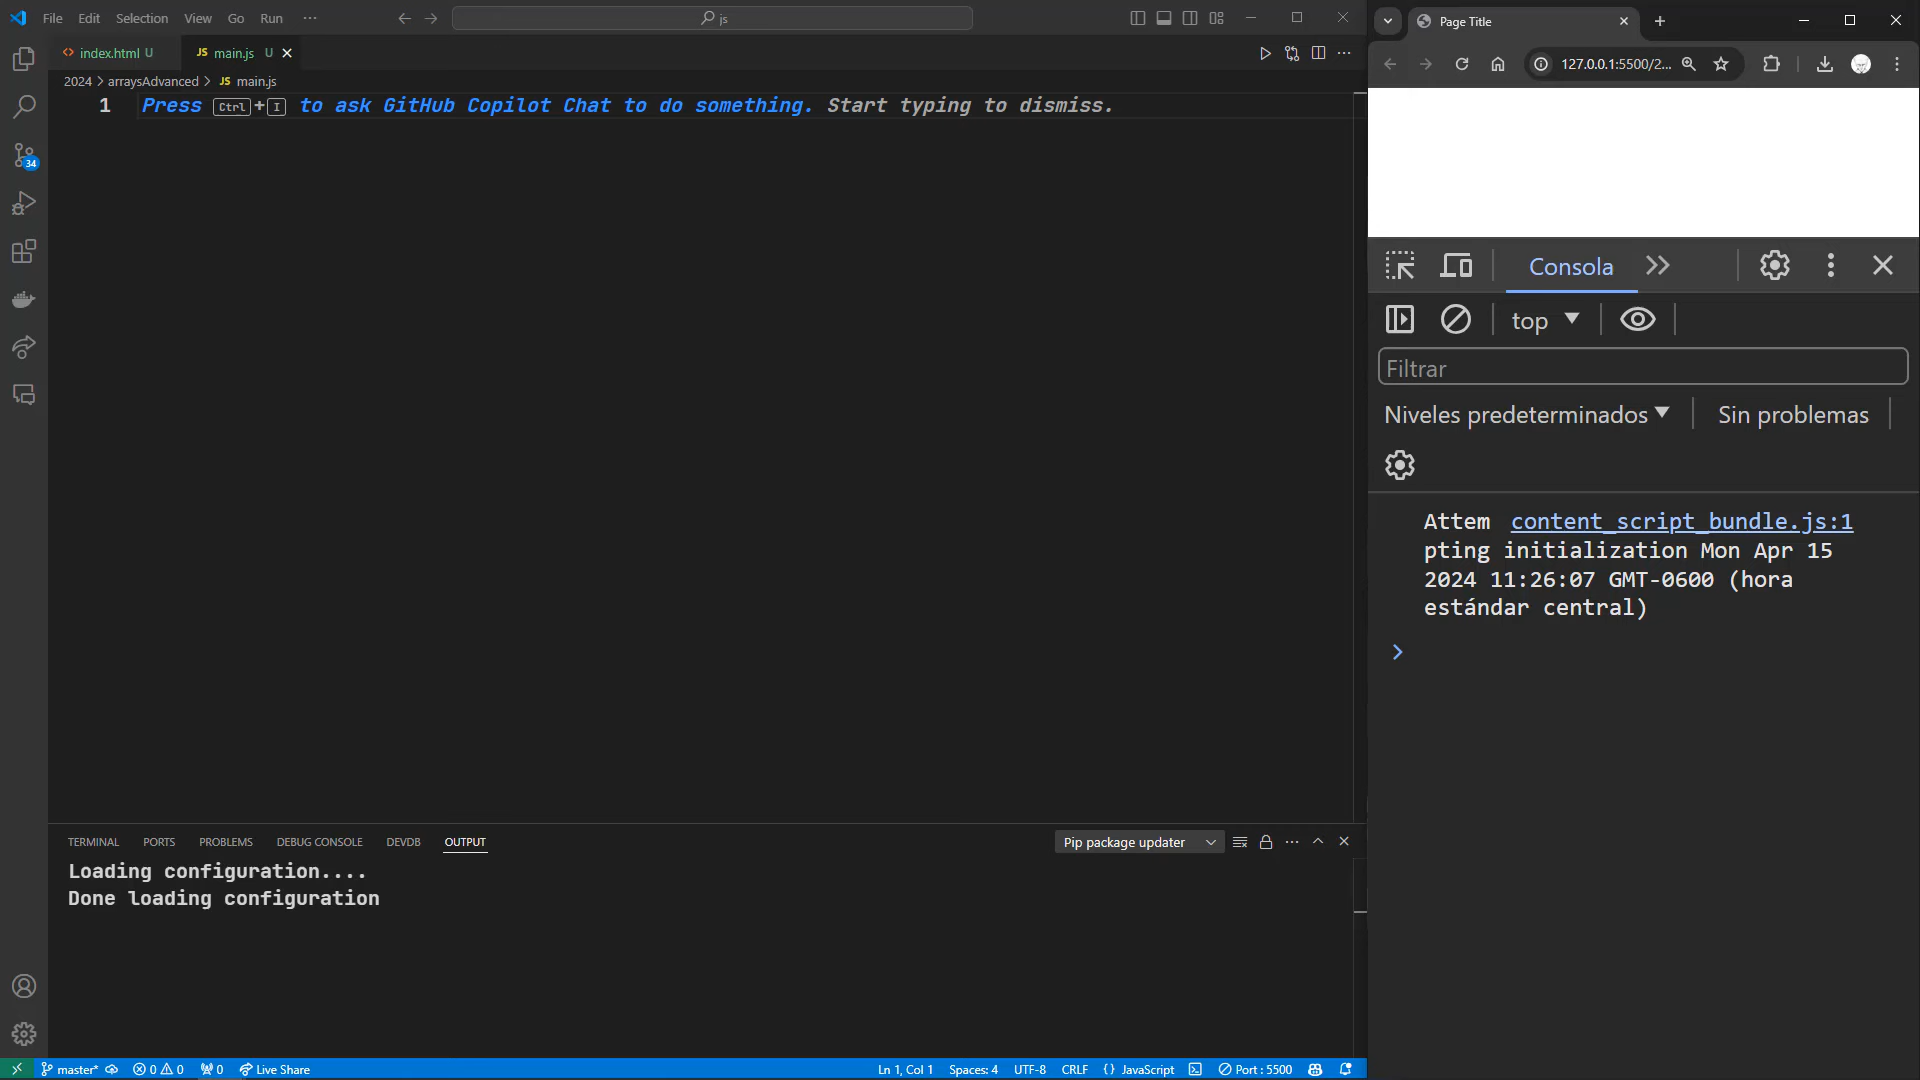 File Edit Selection View Go Run ···
js
index.html U
JS main.js U
2024 > arraysAdvanced > JS main.js
1 Press Ctrl+I to ask GitHub Copilot Chat to do something. Start typing to dismiss.
34
TERMINAL PORTS PROBLEMS DEBUG CONSOLE DEVDB OUTPUT
Pip package updater
Loading configuration....
Done loading configuration
master* 0 0 0 Live Share
Ln 1, Col 1 Spaces: 4 UTF-8 CRLF {} JavaScript Port : 5500
Page Title
127.0.0.1:5500/2...
Consola
top
Filtrar
Niveles predeterminados Sin problemas
Attem content_script_bundle.js:1
pting initialization Mon Apr 15
2024 11:26:07 GMT-0600 (hora
estándar central)